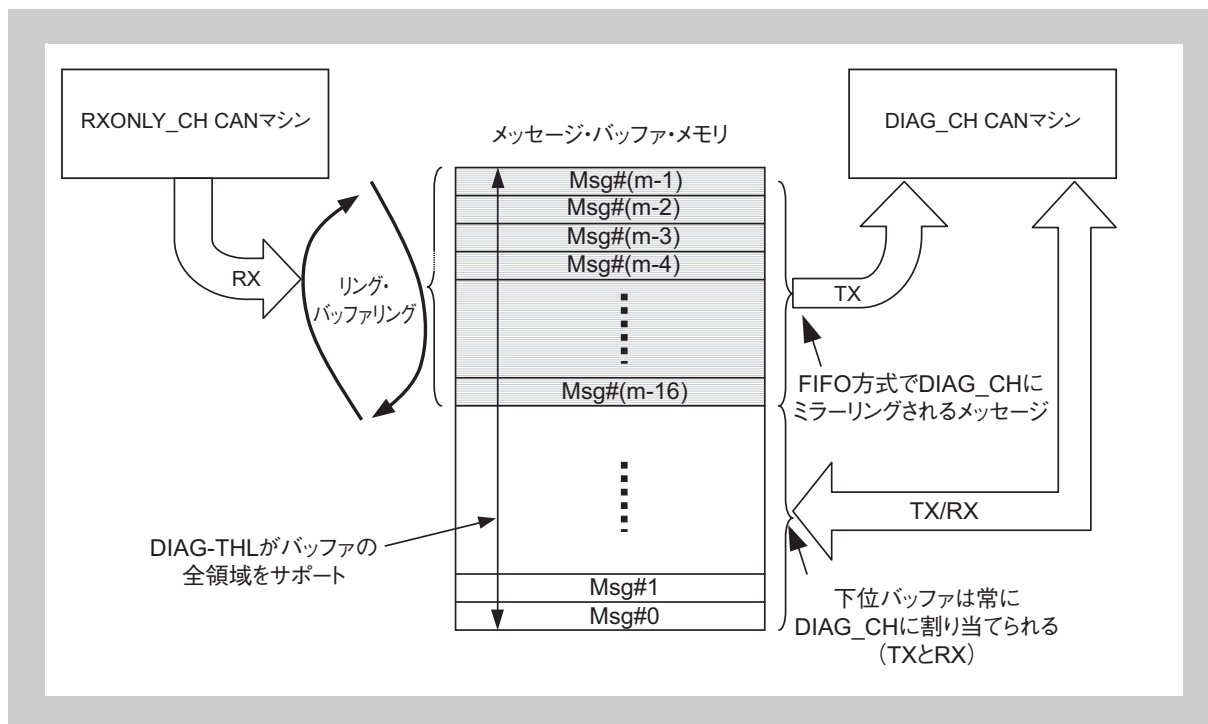 RXONLY_CH CANマシン
DIAG_CH CANマシン
メッセージ・バッファ・メモリ
Msg#(m-1)
Msg#(m-2)
Msg#(m-3)
Msg#(m-4)
Msg#(m-16)
RX
リング・
バッファリング
TX
FIFO方式でDIAG_CHに
ミラーリングされるメッセージ
TX/RX
DIAG-THLがバッファの
全領域をサポート
Msg#1
Msg#0
下位バッファは常に
DIAG_CHに割り当てられる
（TXとRX）